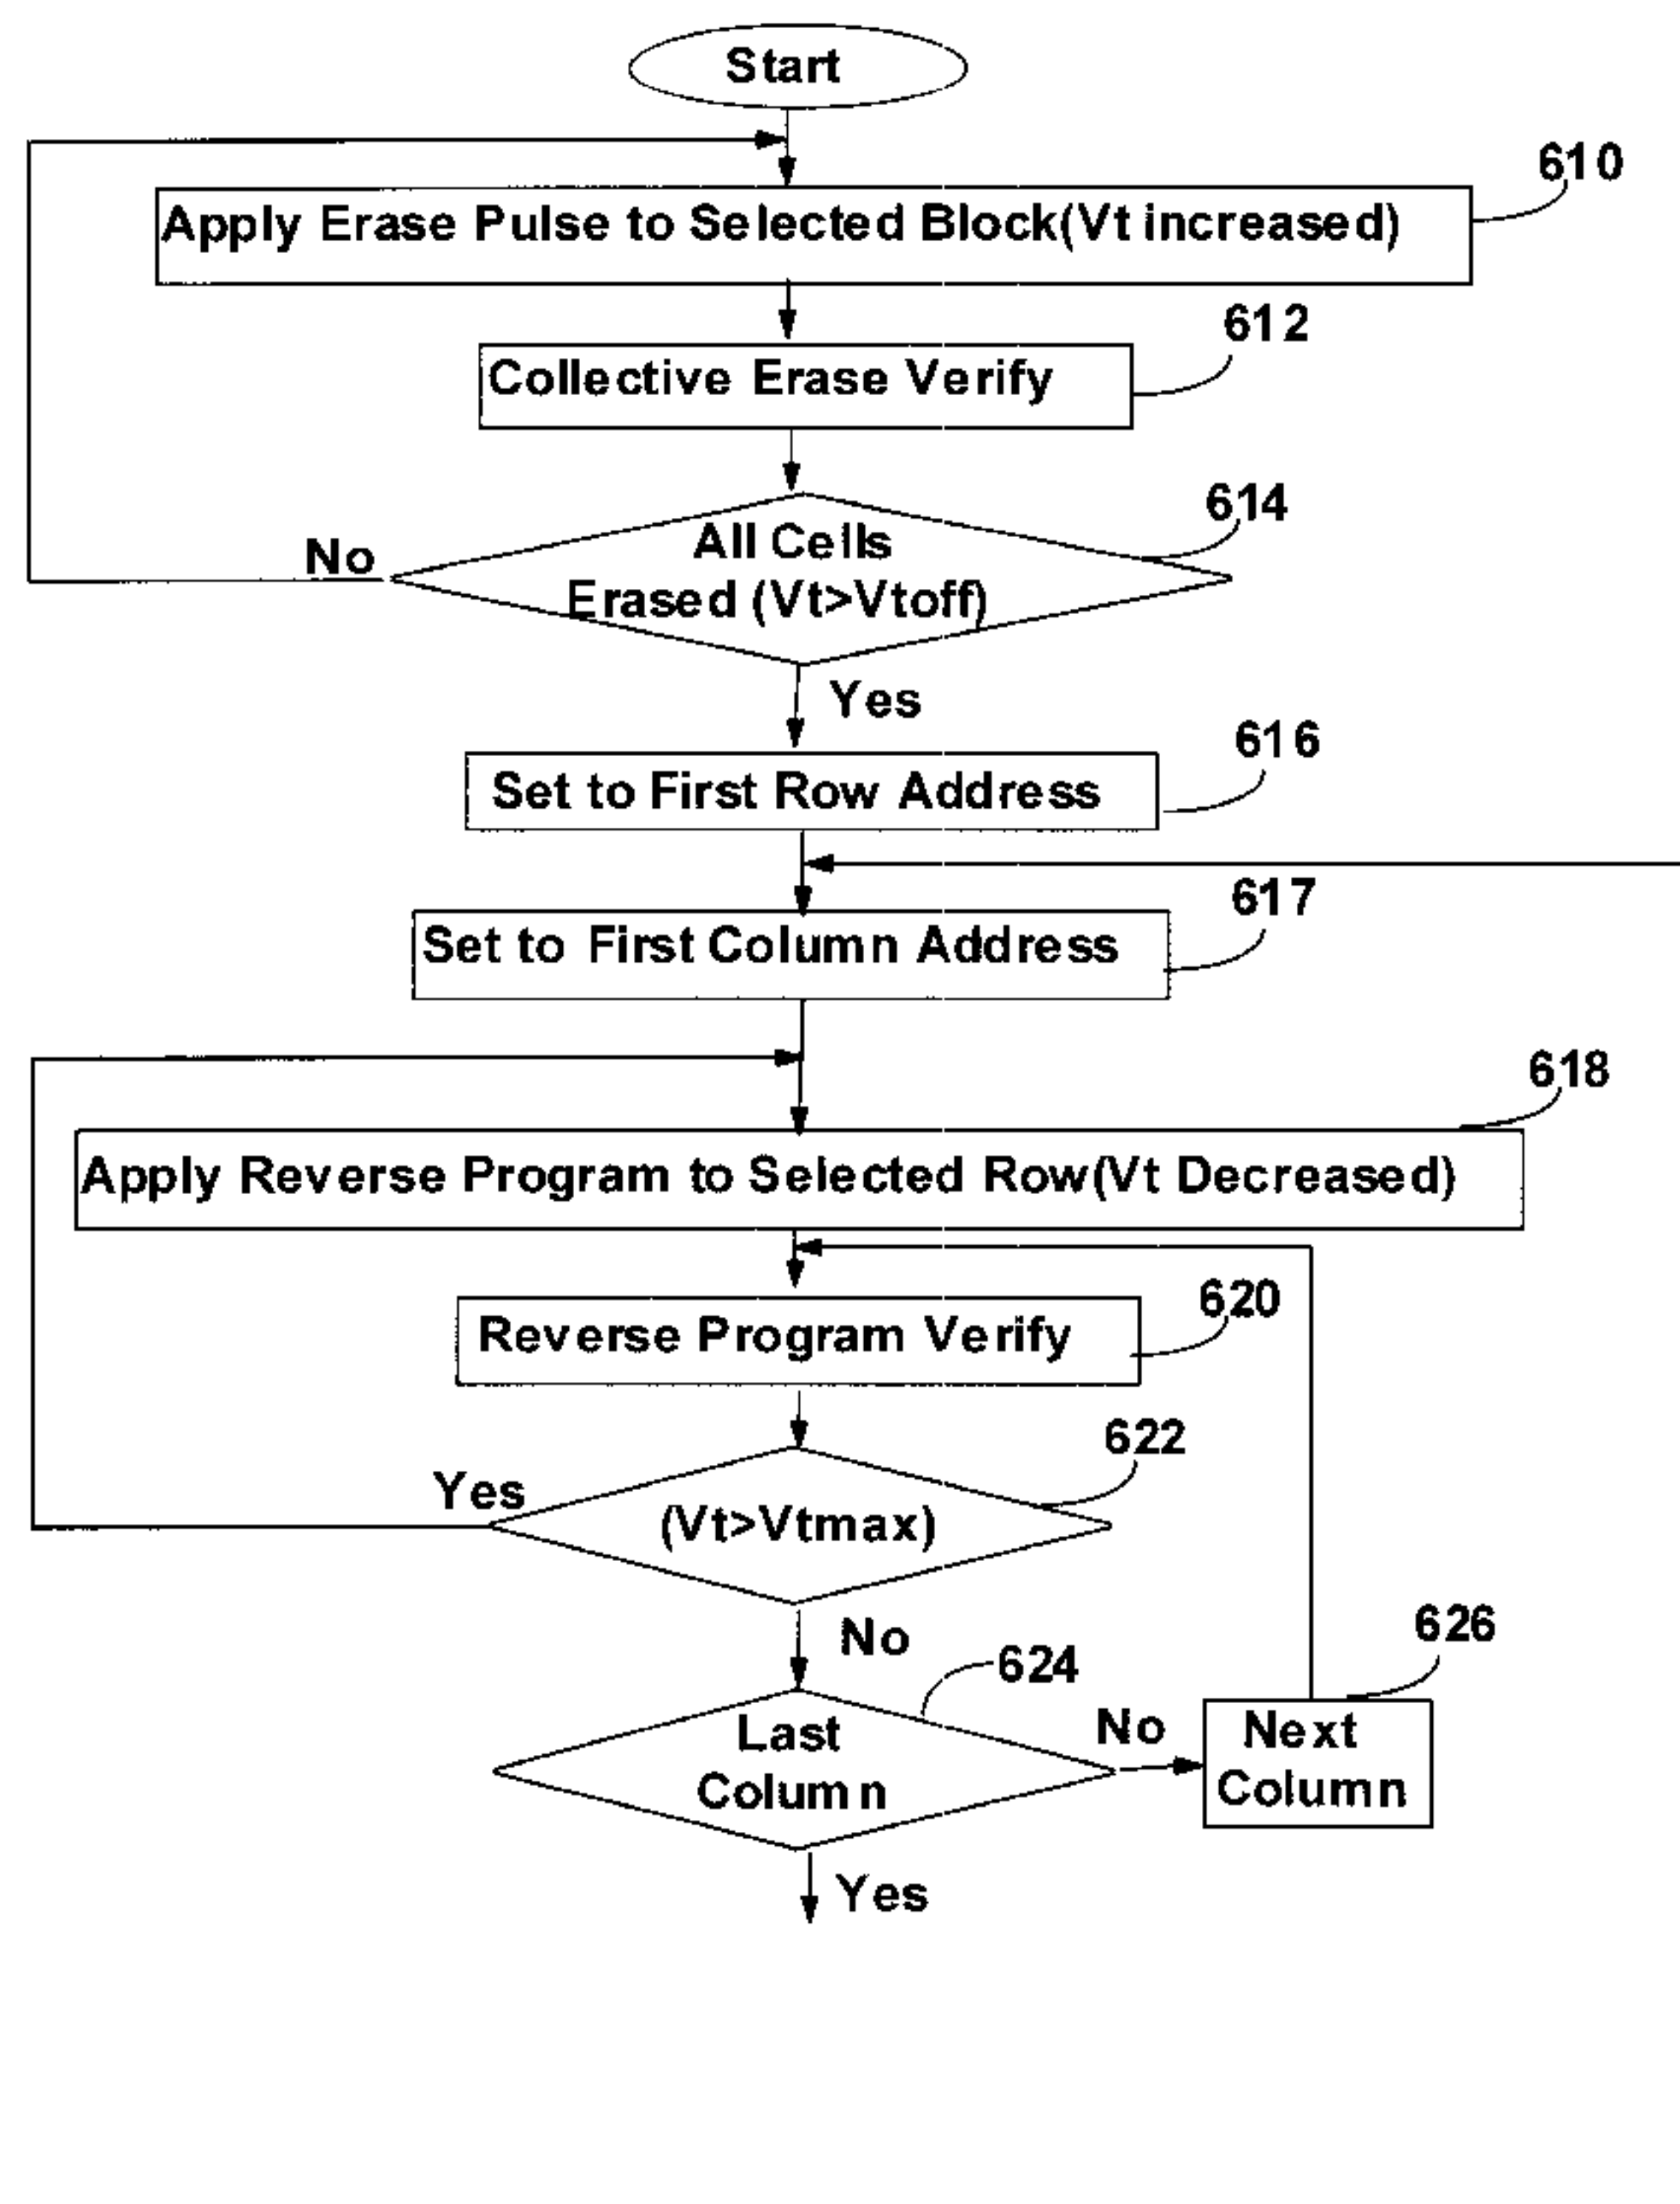 Start
610
Apply Erase Pulse to Selected Block(Vt increased)
612
Collective Erase Verify
614
All Cells
No
Erased (Vt>Vtoff)
Yes
616
Set to First Row Address
617
Set to First Column Address
618
Apply Reverse Program to Selected Row(Vt Decreased)
620
Reverse Program Verify
622
Yes
(Vt>Vtmax)
626
No
624
Last
No
Next
Column
Column
Yes